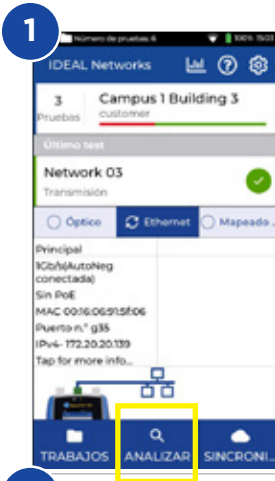 1
Número de pruebas: 6
100% 15:03
IDEAL Networks
3
Pruebas
Campus 1 Building 3
customer
Último test
Network 03
Transmisión
Óptico
Ethernet
Mapeado ..
Principal
1Gb/s(AutoNeg
conectada)
Sin PoE
MAC 00:16:06:91:5f:06
Puerto n.° g35
IPv4- 172.20.20.139
Tap for more info...
TRABAJOS
ANALIZAR
SINCRONI...